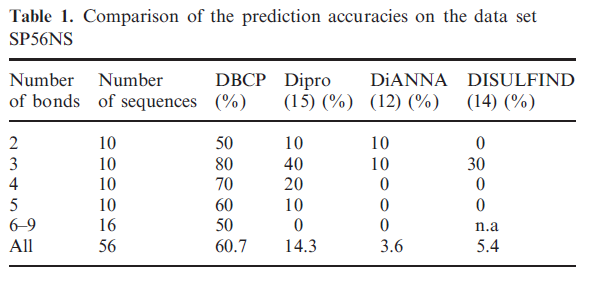 Table 1. Comparison of the prediction accuracies on the data set
SP56NS
Number Number DBCP Dipro DiANNA DISULFIND
of bonds of sequences (%) (15) (%) (12) (%) (14) (%)
2 10 50 10 10 0
3 10 80 40 10 30
4 10 70 20 0 0
5 10 60 10 0 0
6–9 16 50 0 0 n.a
All 56 60.7 14.3 3.6 5.4